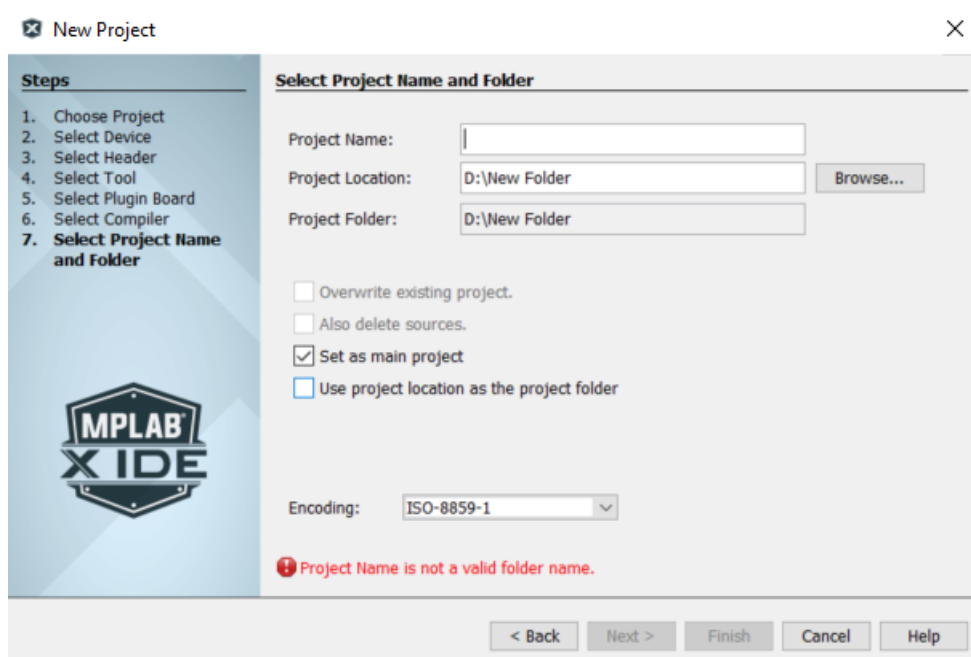 New Project
Steps
1. Choose Project
2. Select Device
3. Select Header
4. Select Tool
5. Select Plugin Board
6. Select Compiler
7. Select Project Name
and Folder
MPLAB
X IDE
Select Project Name and Folder
Project Name:
Project Location: D:\New Folder Browse...
Project Folder: D:\New Folder
Overwrite existing project.
Also delete sources.
Set as main project
Use project location as the project folder
Encoding: ISO-8859-1
Project Name is not a valid folder name.
< Back Next > Finish Cancel Help